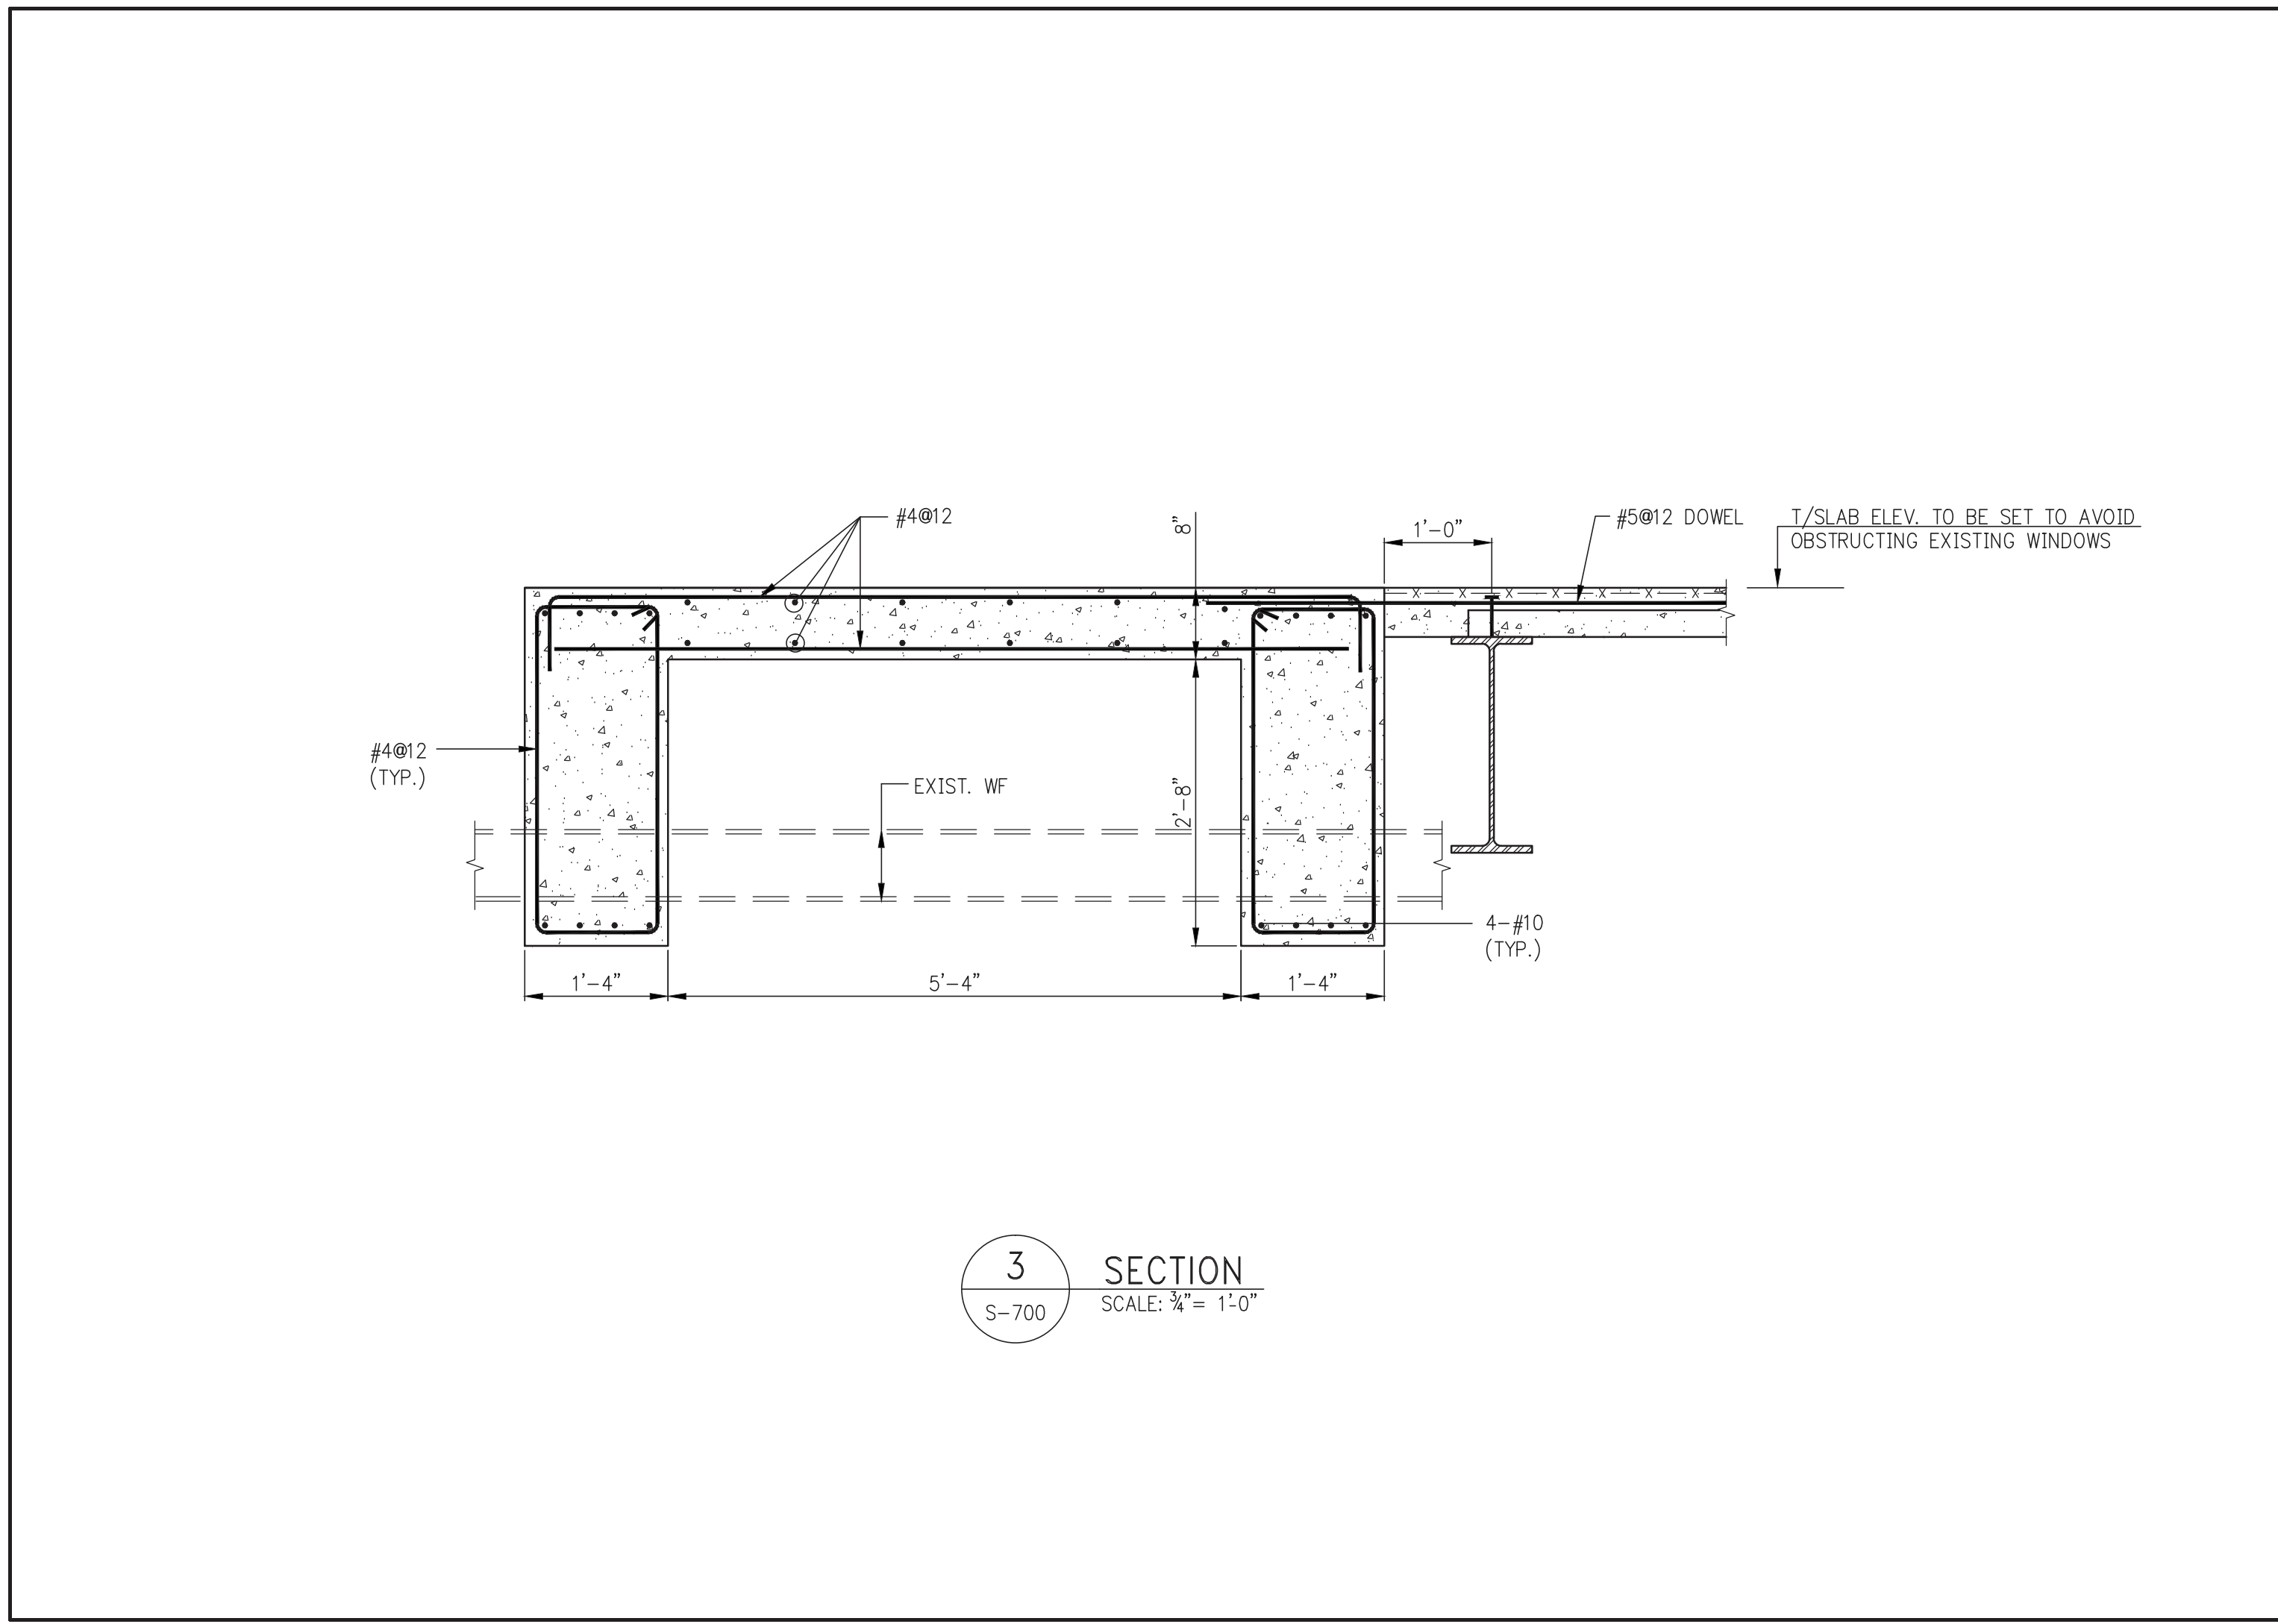 #4@12
8"
1'-0"
#5@12 DOWEL
T/SLAB ELEV. TO BE SET TO AVOID
OBSTRUCTING EXISTING WINDOWS
#4@12
(TYP.)
EXIST. WF
2'-8"
4-#10
(TYP.)
1'-4"
5'-4"
1'-4"
3
S-700
SECTION
SCALE: ¾"= 1'-0"